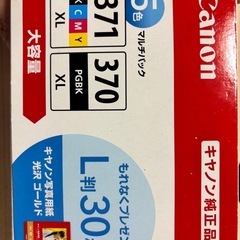 Canon
キヤノン純正品
5色
マルチパック
C M Y
371
XL
370
PGBK
XL
大容量
もれなくプレゼン
L判30
キヤノン写真用紙
光沢 ゴールド